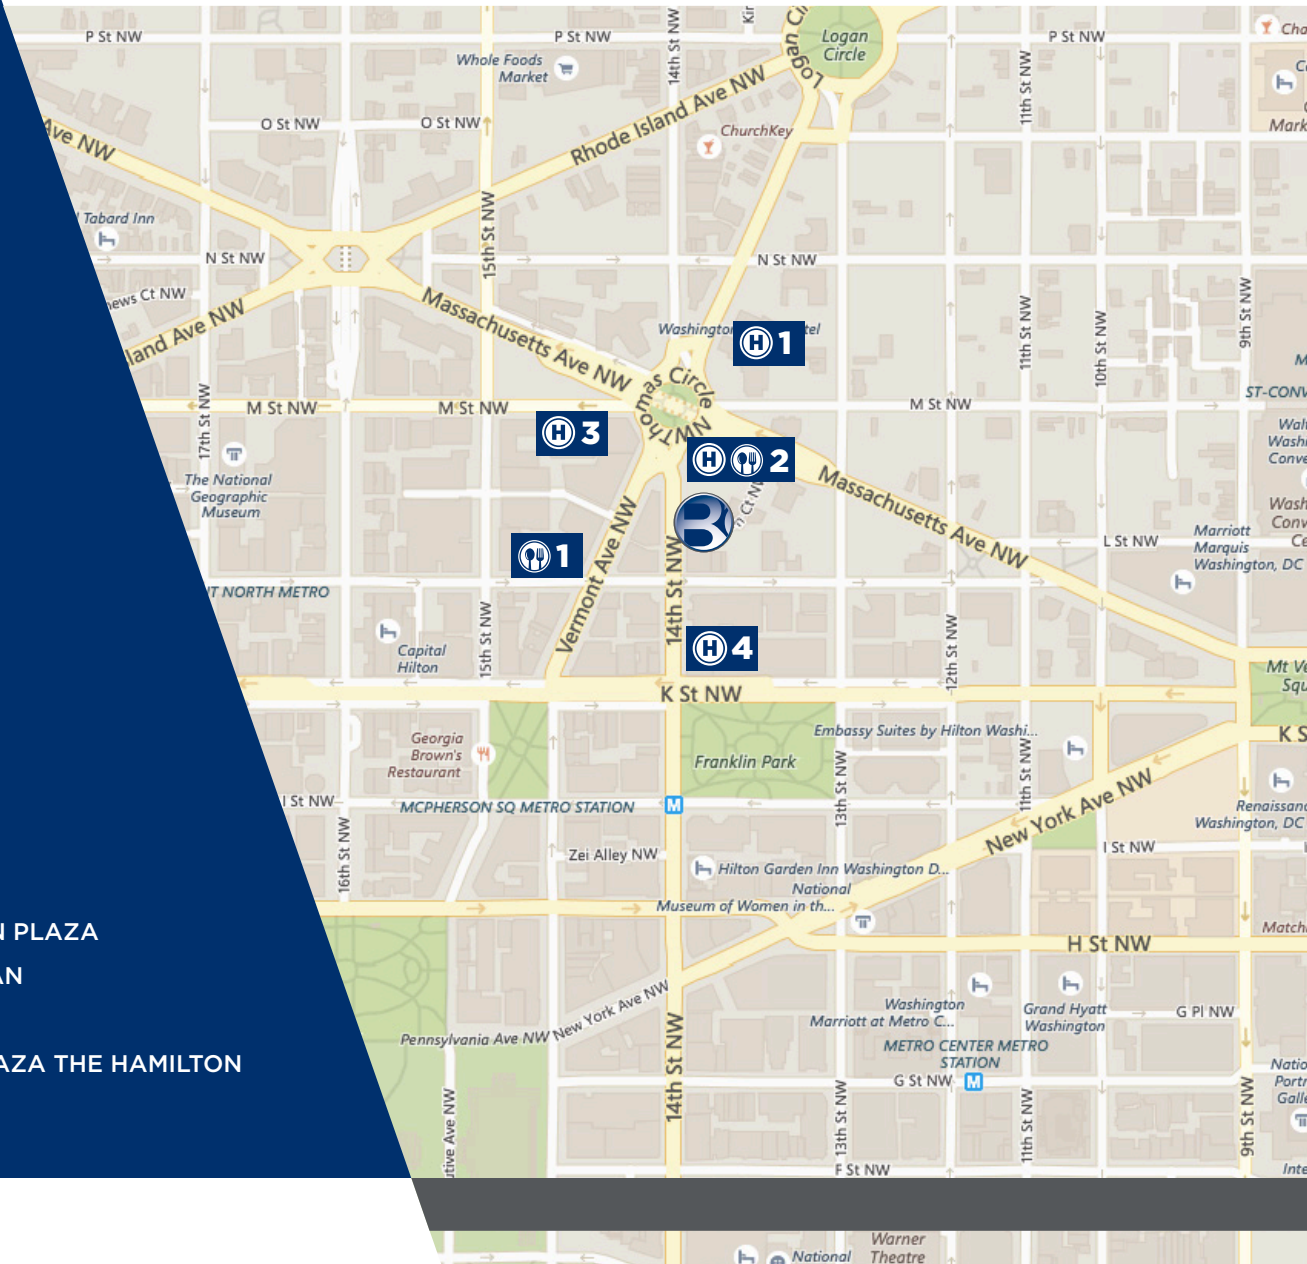 P St NW
P St NW
P St NW
14th St NW
Logan
Circle
Logan
Whole Foods
Market
11th St NW
Mark
O St NW
O St NW
Ave NW
Rhode Island Ave NW
ChurchKey
Tabard Inn
15th St NW
N St NW
N St NW
Ct NW
Massachusetts Ave NW
9th St NW
11th St NW
10th St NW
Ave NW
Washington
H 1
Circle
M St NW
M St NW
M St NW
17th St NW
H 3
NW
H 2
The National
Geographic
Museum
Massachusetts Ave NW
B
Ct
Vermont Ave NW
14th St NW
1
L St NW
Marriott
Marquis
Washington, DC
NORTH METRO
15th St NW
Capital
Hilton
12th St NW
H 4
K St NW
Georgia
Brown's
Restaurant
Franklin Park
Embassy Suites by Hilton Washi...
13th St NW
11th St NW
New York Ave NW
I St NW
MCPHERSON SQ METRO STATION
M
Washington, DC
16th St NW
Zei Alley NW
I St NW
Hilton Garden Inn Washington D...
National
Museum of Women in th...
N PLAZA
AN
AZA THE HAMILTON
H St NW
Washington
Marriott at Metro C...
Grand Hyatt
Washington
G Pl NW
Pennsylvania Ave NW
New York Ave NW
METRO CENTER METRO
STATION
G St NW
M
14th St NW
13th St NW
11th St NW
9th St NW
Ave NW
F St NW
National
Warner
Theatre